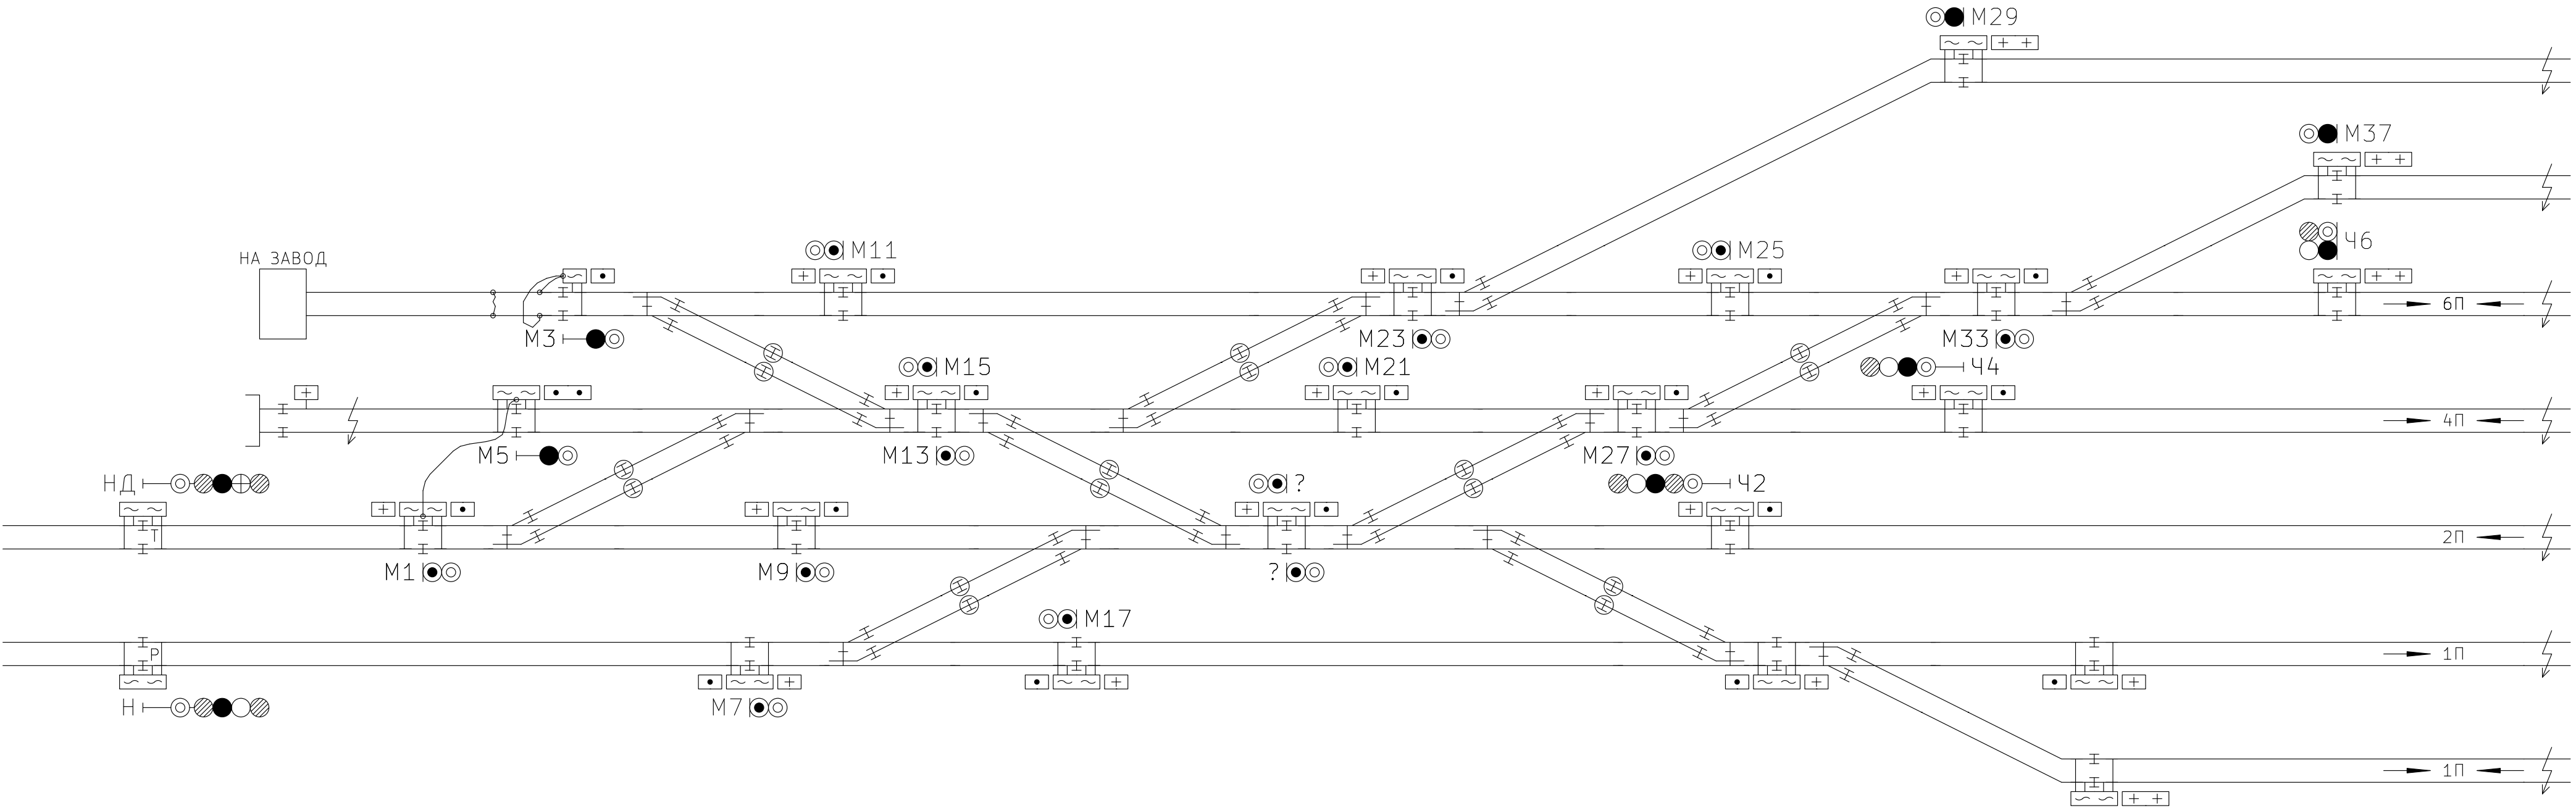 М29
М37
НА ЗАВОД
М11
М25
Ч6
6П
М3
М23
М33
М15
М21
Ч4
4П
М5
М13
М27
НД
?
Ч2
Т
2П
М1
М9
?
М17
Р
1П
Н
М7
1П